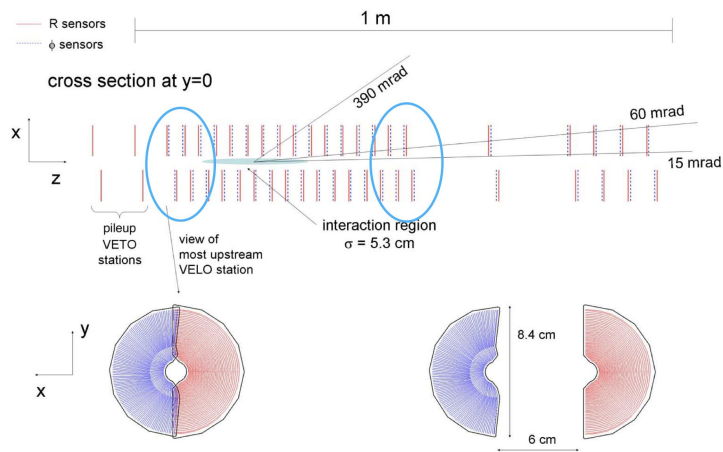 R sensors
ϕ sensors
1 m
cross section at y=0
390 mrad
60 mrad
15 mrad
x
z
pileup
VETO
stations
view of
most upstream
VELO station
interaction region
σ = 5.3 cm
y
x
8.4 cm
6 cm